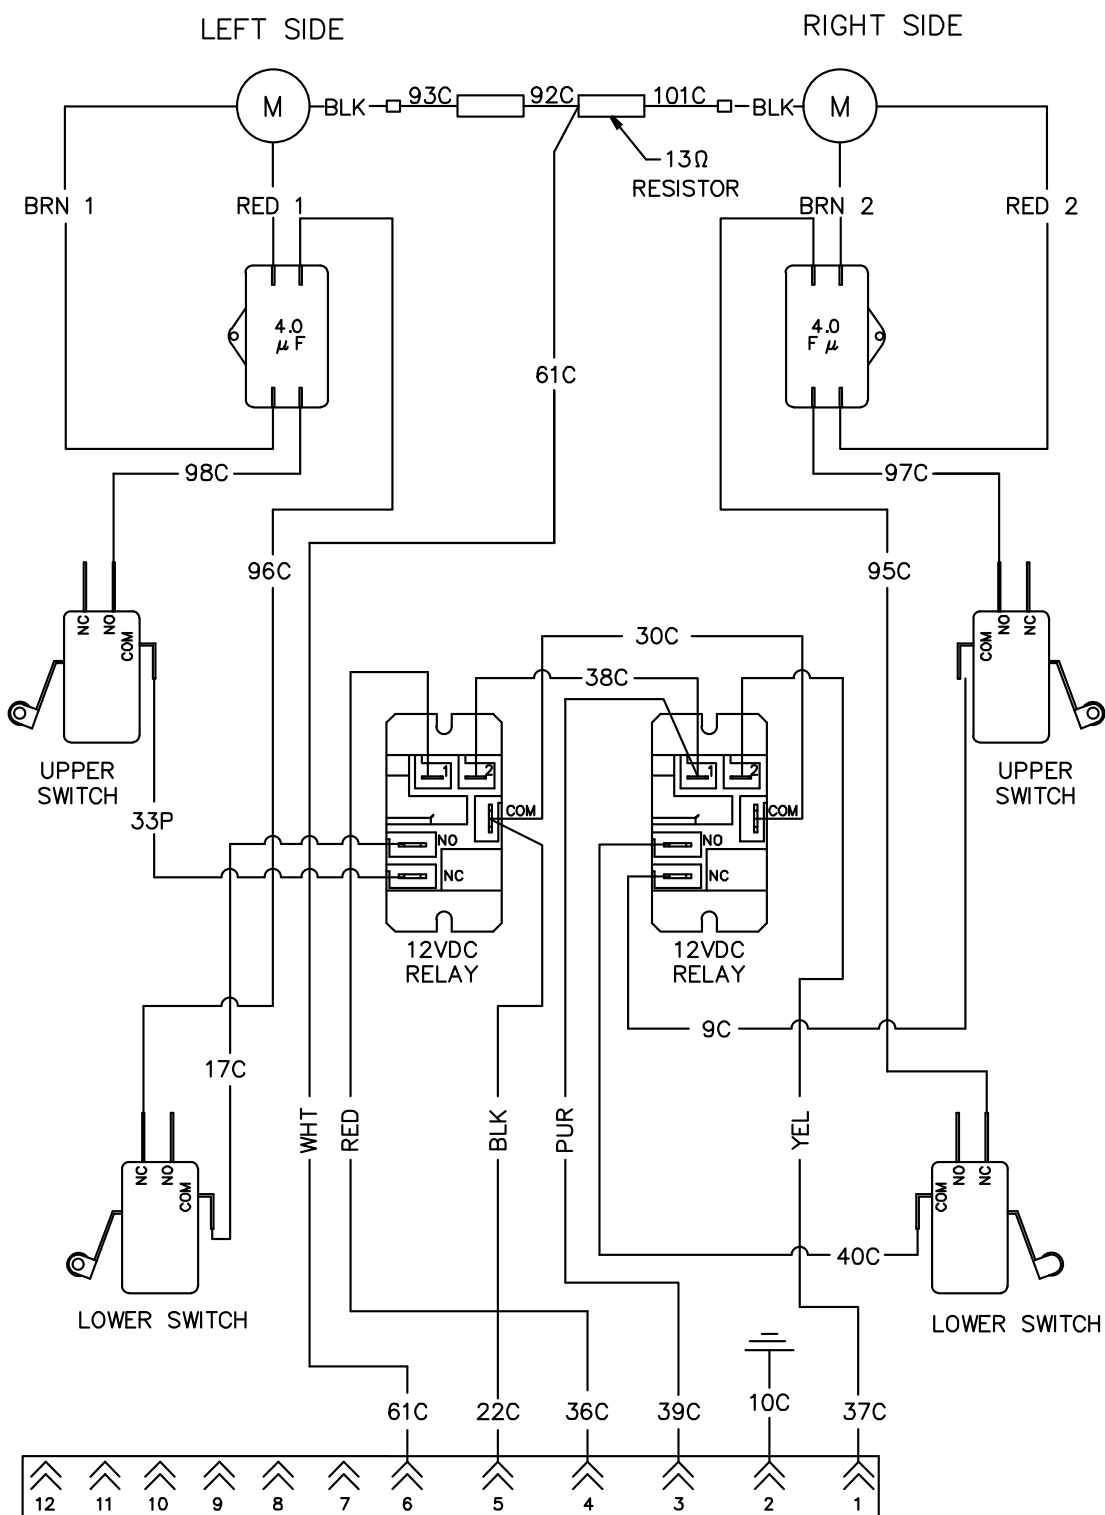 LEFT SIDE
RIGHT SIDE
M
BLK
93C
92C
101C
BLK
M
13Ω
RESISTOR
BRN 1
RED 1
BRN 2
RED 2
4.0
µ F
4.0
F µ
61C
98C
97C
96C
95C
NC
NO
COM
UPPER
SWITCH
NO
NC
COM
UPPER
SWITCH
30C
38C
1
2
COM
NO
NC
12VDC
RELAY
1
2
COM
NO
NC
12VDC
RELAY
33P
9C
17C
WHT
RED
BLK
PUR
YEL
NC
NO
COM
LOWER SWITCH
NO
NC
COM
LOWER SWITCH
40C
61C
22C
36C
39C
10C
37C
12
11
10
9
8
7
6
5
4
3
2
1